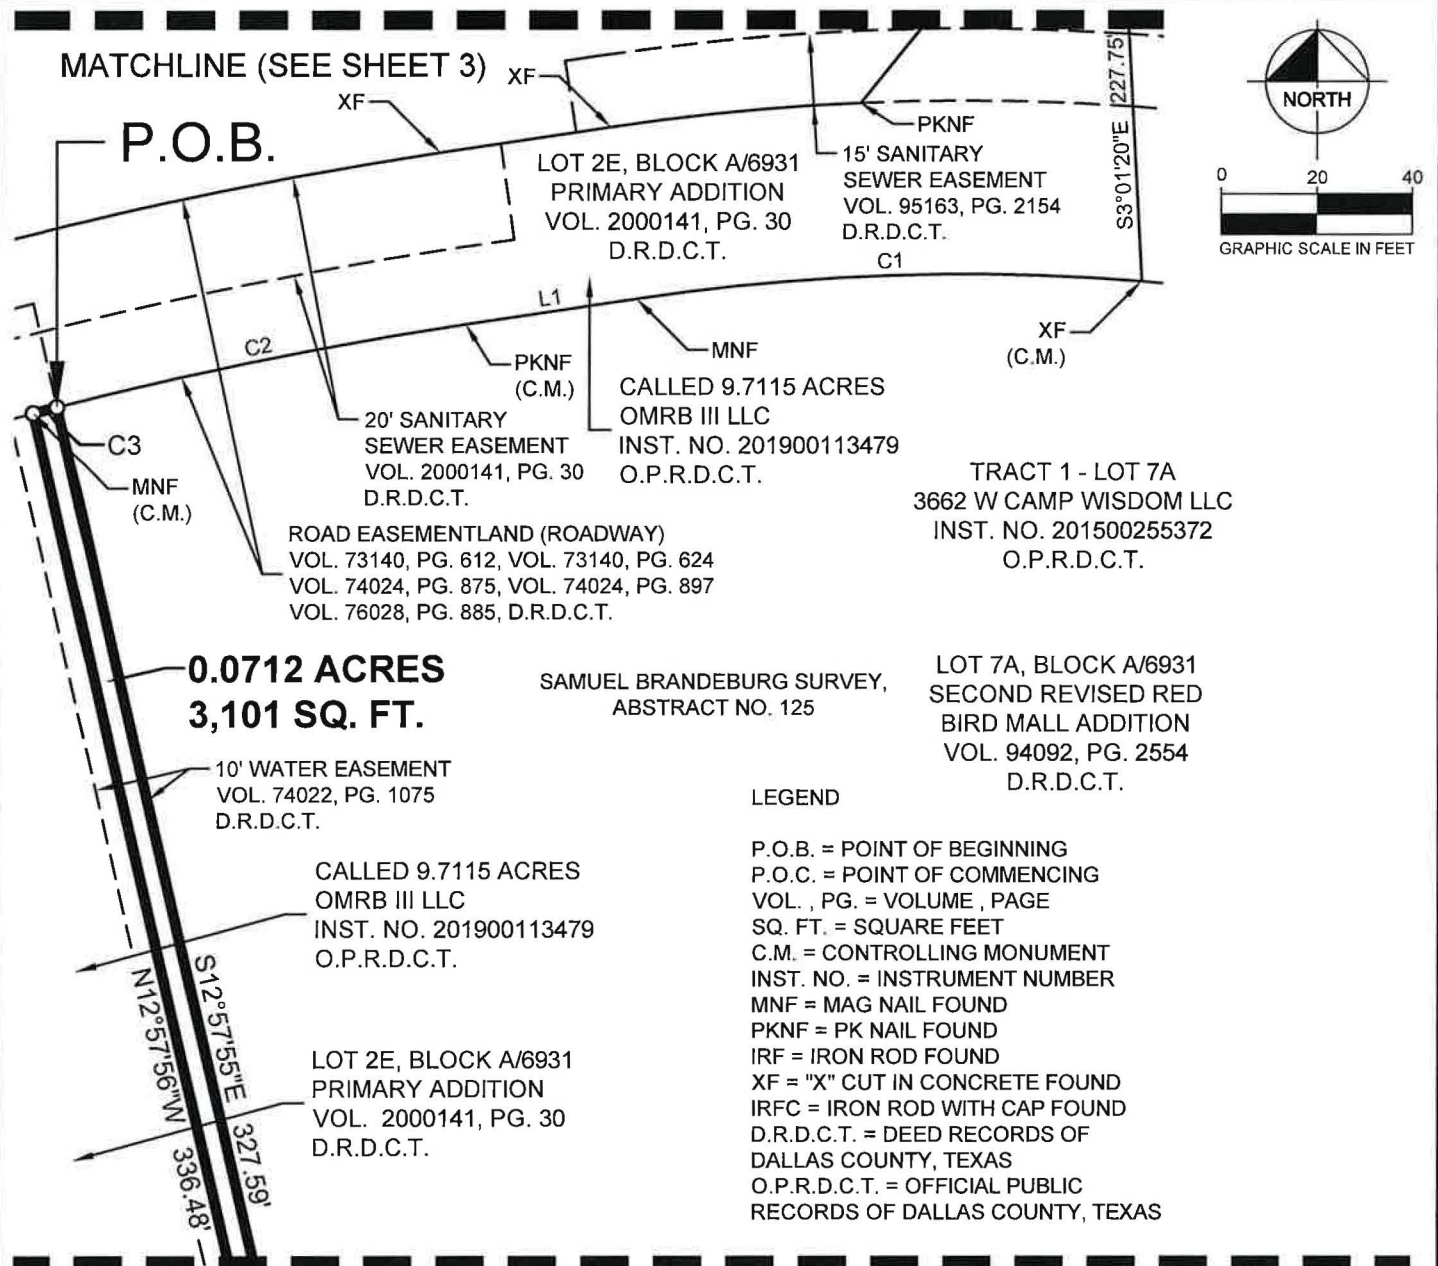 MATCHLINE (SEE SHEET 3)
XF
XF
P.O.B.
PKNF
LOT 2E, BLOCK A/6931
PRIMARY ADDITION
VOL. 2000141, PG. 30
D.R.D.C.T.
15' SANITARY
SEWER EASEMENT
VOL. 95163, PG. 2154
D.R.D.C.T.
S3°01'20"E 227.75'
NORTH
0 20 40
GRAPHIC SCALE IN FEET
C1
L1
C2
XF
(C.M.)
MNF
PKNF
(C.M.)
C3
MNF
(C.M.)
20' SANITARY
SEWER EASEMENT
VOL. 2000141, PG. 30
D.R.D.C.T.
CALLED 9.7115 ACRES
OMRB III LLC
INST. NO. 201900113479
O.P.R.D.C.T.
TRACT 1 - LOT 7A
3662 W CAMP WISDOM LLC
INST. NO. 201500255372
O.P.R.D.C.T.
ROAD EASEMENTLAND (ROADWAY)
VOL. 73140, PG. 612, VOL. 73140, PG. 624
VOL. 74024, PG. 875, VOL. 74024, PG. 897
VOL. 76028, PG. 885, D.R.D.C.T.
0.0712 ACRES
3,101 SQ. FT.
SAMUEL BRANDEBURG SURVEY,
ABSTRACT NO. 125
LOT 7A, BLOCK A/6931
SECOND REVISED RED
BIRD MALL ADDITION
VOL. 94092, PG. 2554
D.R.D.C.T.
10' WATER EASEMENT
VOL. 74022, PG. 1075
D.R.D.C.T.
CALLED 9.7115 ACRES
OMRB III LLC
INST. NO. 201900113479
O.P.R.D.C.T.
N12°57'56"W 336.48'
S12°57'55"E 327.59'
LOT 2E, BLOCK A/6931
PRIMARY ADDITION
VOL. 2000141, PG. 30
D.R.D.C.T.
LEGEND
P.O.B. = POINT OF BEGINNING
P.O.C. = POINT OF COMMENCING
VOL. , PG. = VOLUME , PAGE
SQ. FT. = SQUARE FEET
C.M. = CONTROLLING MONUMENT
INST. NO. = INSTRUMENT NUMBER
MNF = MAG NAIL FOUND
PKNF = PK NAIL FOUND
IRF = IRON ROD FOUND
XF = "X" CUT IN CONCRETE FOUND
IRFC = IRON ROD WITH CAP FOUND
D.R.D.C.T. = DEED RECORDS OF
DALLAS COUNTY, TEXAS
O.P.R.D.C.T. = OFFICIAL PUBLIC
RECORDS OF DALLAS COUNTY, TEXAS